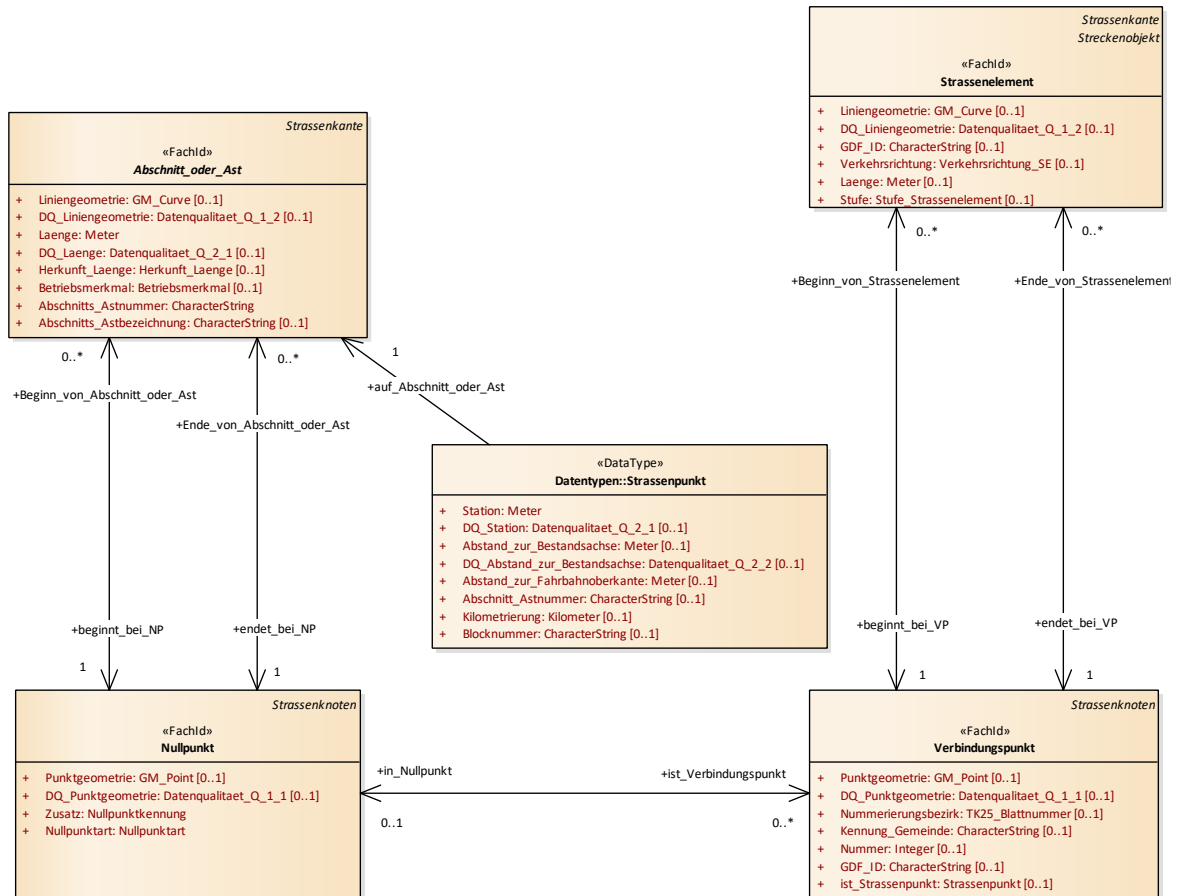 Strassenkante
Streckenobjekt
«FachId»
Strassenelement
+ Liniengeometrie: GM_Curve [0..1]
+ DQ_Liniengeometrie: Datenqualitaet_Q_1_2 [0..1]
+ GDF_ID: CharacterString [0..1]
+ Verkehrsrichtung: Verkehrsrichtung_SE [0..1]
+ Laenge: Meter [0..1]
+ Stufe: Stufe_Strassenelement [0..1]
Strassenkante
«FachId»
Abschnitt_oder_Ast
+ Liniengeometrie: GM_Curve [0..1]
+ DQ_Liniengeometrie: Datenqualitaet_Q_1_2 [0..1]
+ Laenge: Meter
+ DQ_Laenge: Datenqualitaet_Q_2_1 [0..1]
+ Herkunft_Laenge: Herkunft_Laenge [0..1]
+ Betriebsmerkmal: Betriebsmerkmal [0..1]
+ Abschnitts_Astnummer: CharacterString
+ Abschnitts_Astbezeichnung: CharacterString [0..1]
0..*
0..*
+Beginn_von_Strassenelement
+Ende_von_Strassenelement
0..*
0..*
1
+Beginn_von_Abschnitt_oder_Ast
+auf_Abschnitt_oder_Ast
+Ende_von_Abschnitt_oder_Ast
«DataType»
Datentypen::Strassenpunkt
+ Station: Meter
+ DQ_Station: Datenqualitaet_Q_2_1 [0..1]
+ Abstand_zur_Bestandsachse: Meter [0..1]
+ DQ_Abstand_zur_Bestandsachse: Datenqualitaet_Q_2_2 [0..1]
+ Abstand_zur_Fahrbahnoberkante: Meter [0..1]
+ Abschnitt_Astnummer: CharacterString [0..1]
+ Kilometrierung: Kilometer [0..1]
+ Blocknummer: CharacterString [0..1]
+beginnt_bei_NP
+endet_bei_NP
1
1
+beginnt_bei_VP
+endet_bei_VP
1
1
Strassenknoten
«FachId»
Nullpunkt
+ Punktgeometrie: GM_Point [0..1]
+ DQ_Punktgeometrie: Datenqualitaet_Q_1_1 [0..1]
+ Zusatz: Nullpunktkennung
+ Nullpunktart: Nullpunktart
+in_Nullpunkt
+ist_Verbindungspunkt
0..1
0..*
Strassenknoten
«FachId»
Verbindungspunkt
+ Punktgeometrie: GM_Point [0..1]
+ DQ_Punktgeometrie: Datenqualitaet_Q_1_1 [0..1]
+ Nummerierungsbezirk: TK25_Blattnummer [0..1]
+ Kennung_Gemeinde: CharacterString [0..1]
+ Nummer: Integer [0..1]
+ GDF_ID: CharacterString [0..1]
+ ist_Strassenpunkt: Strassenpunkt [0..1]